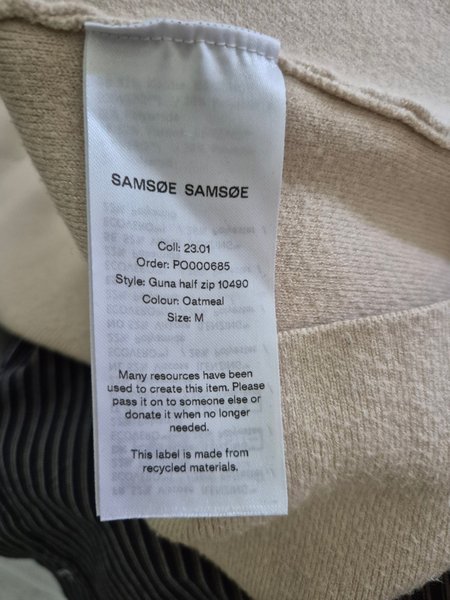 SAMSØE SAMSØE
Coll: 23.01
Order: PO000685
Style: Guna half zip 10490
Colour: Oatmeal
Size: M
Many resources have been
used to create this item. Please
pass it on to someone else or
donate it when no longer
needed.
This label is made from
recycled materials.